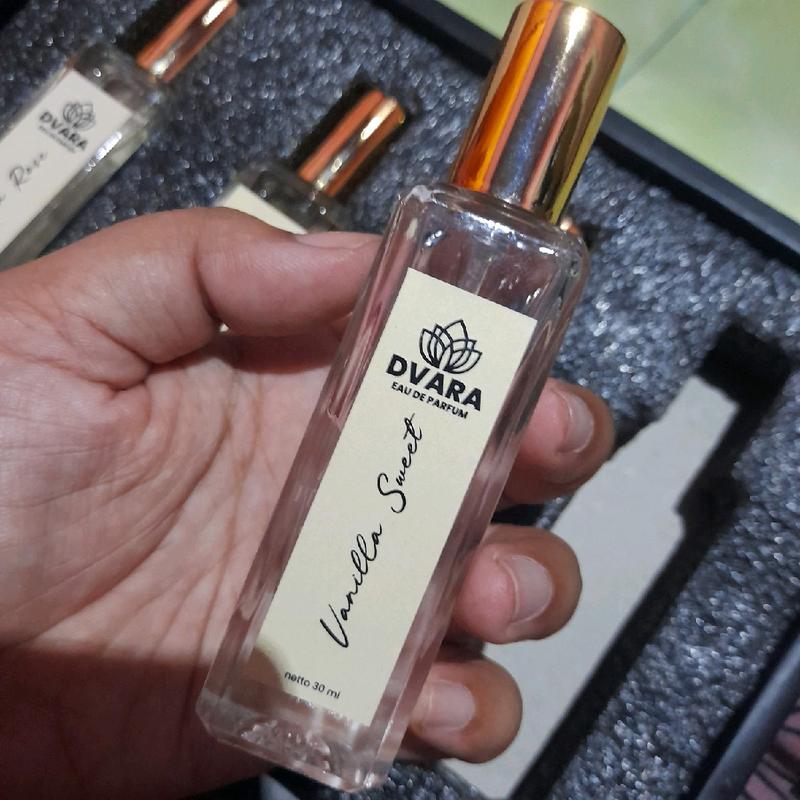 DVARA
EAU DE PARFUM
Vanilla Sweet
netto 30 ml
DVARA
Rose